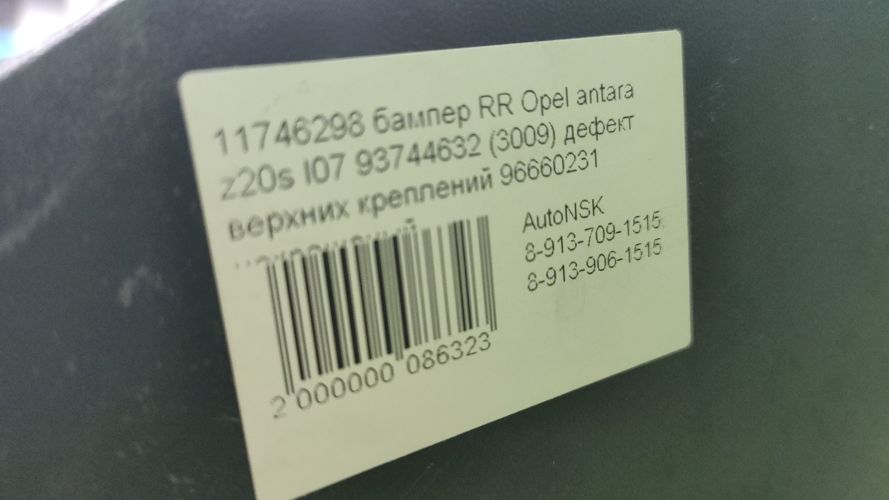 11746298 бампер RR Opel antara
z20s l07 93744632 (3009) дефект
верхних креплений 96660231
AutoNSK
8-913-709-1515
8-913-906-1515
2 000000 086323